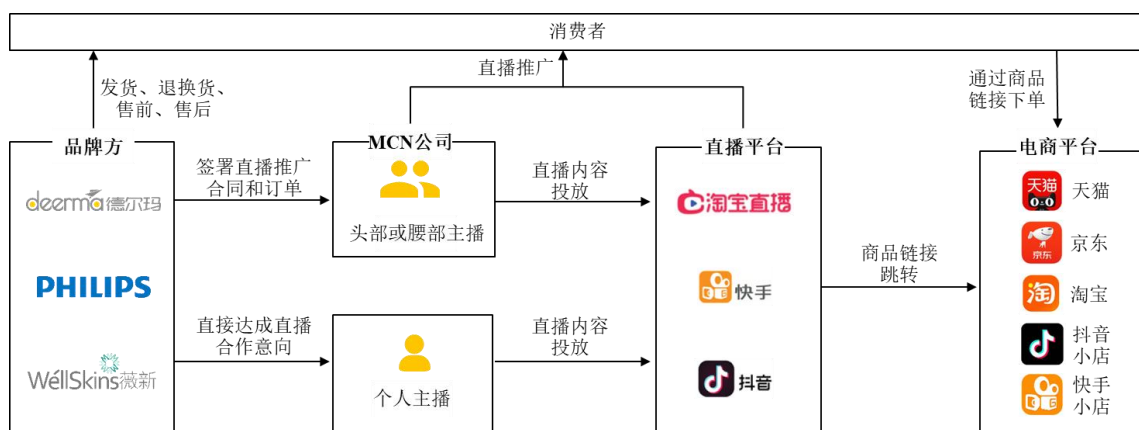 消费者
发货、退换货、
售前、售后
直播推广
通过商品
链接下单
品牌方
deerma德尔玛
PHILIPS
WéllSkins薇新
签署直播推广
合同和订单
直接达成直播
合作意向
MCN公司
头部或腰部主播
个人主播
直播内容
投放
直播内容
投放
直播平台
淘宝直播
快手
抖音
商品链接
跳转
电商平台
天猫
天猫
京东
京东
淘
淘宝
抖音
小店
快手
小店